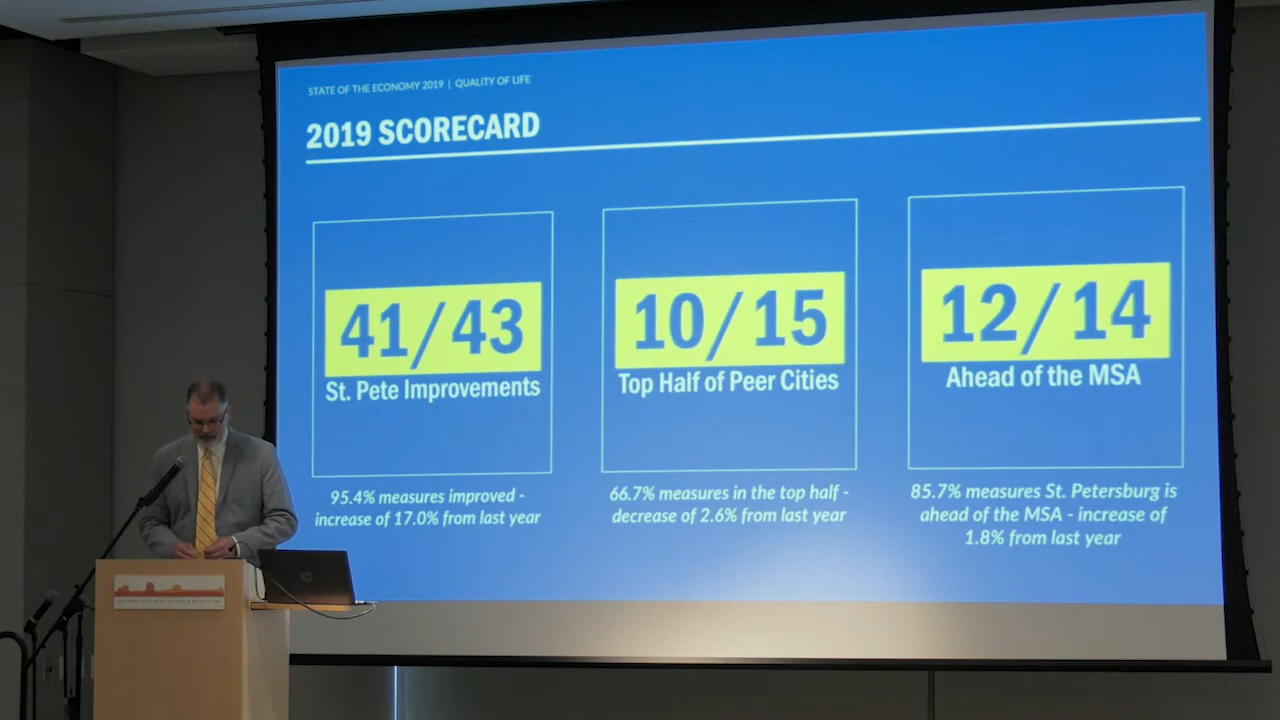 STATE OF THE ECONOMY 2019 | QUALITY OF LIFE
2019 SCORECARD
41/43
St. Pete Improvements
95.4% measures improved -
increase of 17.0% from last year
10/15
Top Half of Peer Cities
66.7% measures in the top half -
decrease of 2.6% from last year
12/14
Ahead of the MSA
85.7% measures St. Petersburg is
ahead of the MSA - increase of
1.8% from last year